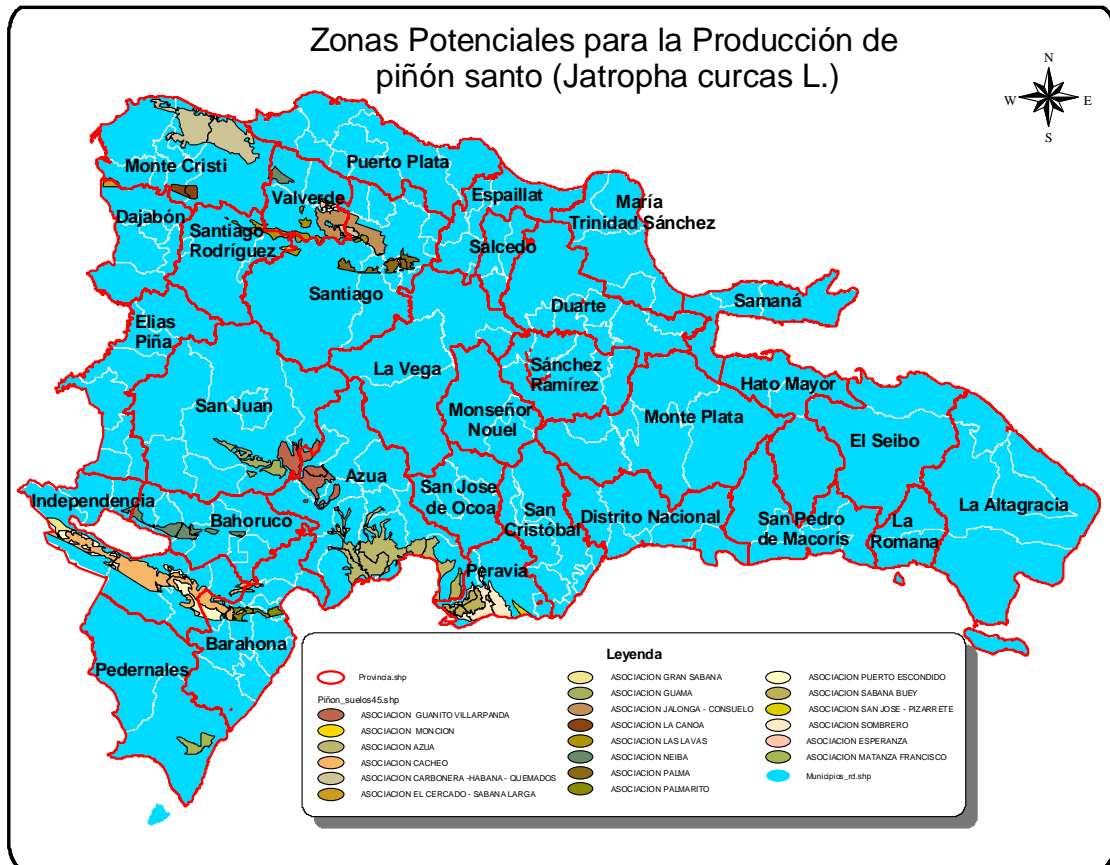 Zonas Potenciales para la Producción de
piñón santo (Jatropha curcas L.)
N
W
E
S
Monte Cristi
Puerto Plata
Valverde
Espaillat
María
Trinidad Sánchez
Dajabón
Santiago
Rodríguez
Salcedo
Santiago
Duarte
Samaná
Elias
Piña
La Vega
Sánchez
Ramírez
Hato Mayor
San Juan
Monseñor
Nouel
Monte Plata
El Seibo
Azua
San Jose
de Ocoa
San
Cristóbal
Independencia
Bahoruco
Distrito Nacional
San Pedro
de Macorís
La
Romana
La Altagracia
Peravia
Barahona
Pedernales
Leyenda
Provincia.shp
Piñon_suelos45.shp
ASOCIACION GUANITO VILLARPANDA
ASOCIACION MONCION
ASOCIACION AZUA
ASOCIACION CACHEO
ASOCIACION CARBONERA -HABANA - QUEMADOS
ASOCIACION EL CERCADO - SABANA LARGA
ASOCIACION GRAN SABANA
ASOCIACION GUAMA
ASOCIACION JALONGA - CONSUELO
ASOCIACION LA CANOA
ASOCIACION LAS LAVAS
ASOCIACION NEIBA
ASOCIACION PALMA
ASOCIACION PALMARITO
ASOCIACION PUERTO ESCONDIDO
ASOCIACION SABANA BUEY
ASOCIACION SAN JOSE - PIZARRETE
ASOCIACION SOMBRERO
ASOCIACION ESPERANZA
ASOCIACION MATANZA FRANCISCO
Municipios_rd.shp